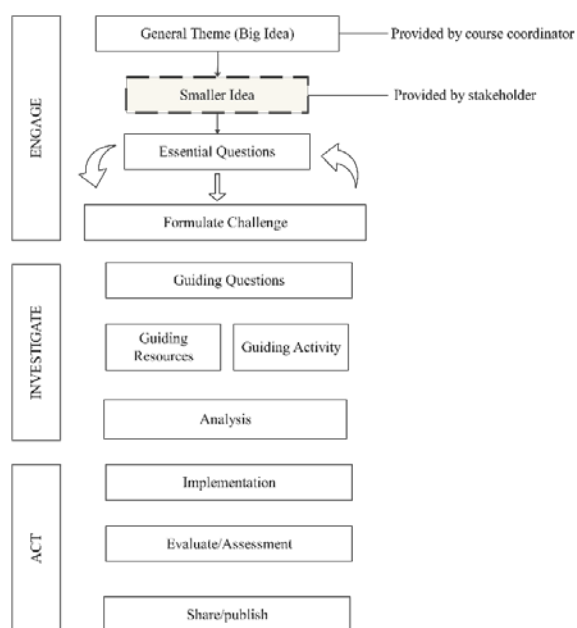 General Theme (Big Idea)
Provided by course coordinator
Smaller Idea
Provided by stakeholder
Essential Questions
Formulate Challenge
ENGAGE
Guiding Questions
Guiding
Resources
Guiding Activity
Analysis
INVESTIGATE
Implementation
Evaluate/Assessment
Share/publish
ACT